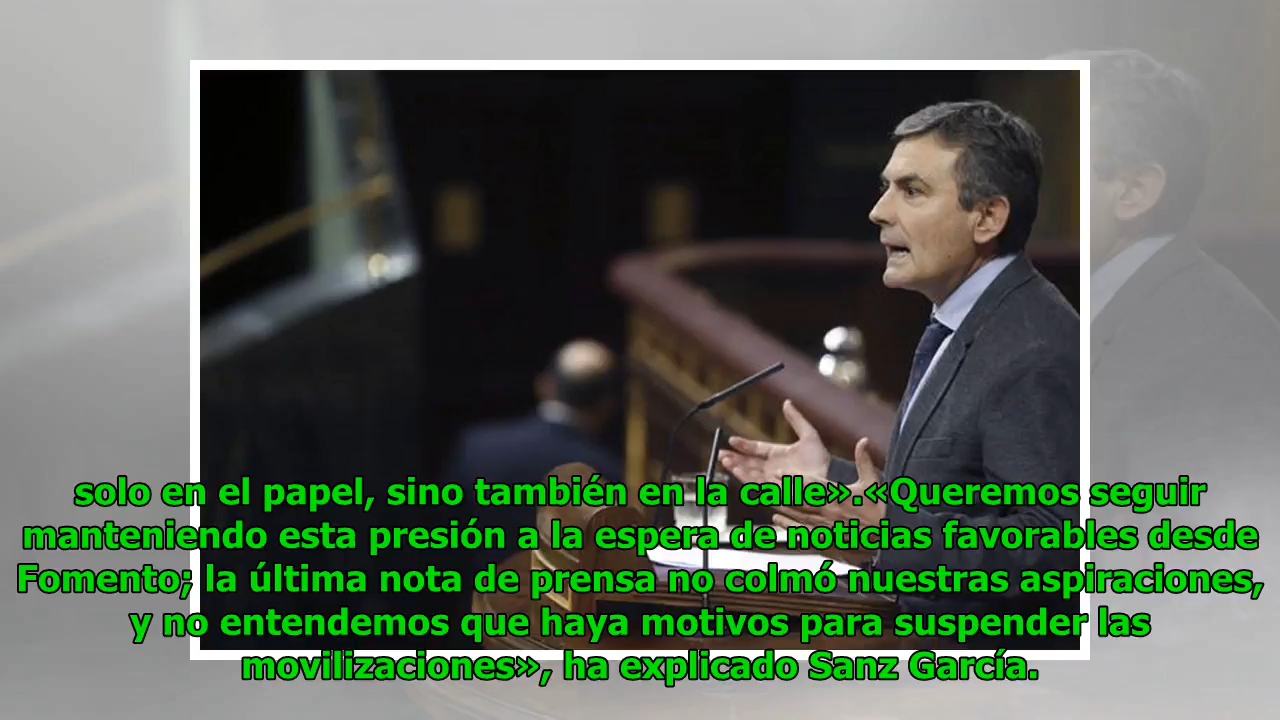 solo en el papel, sino también en la calle».«Queremos seguir
manteniendo esta presión a la espera de noticias favorables desde
Fomento; la última nota de prensa no colmó nuestras aspiraciones,
y no entendemos que haya motivos para suspender las
movilizaciones», ha explicado Sanz García.